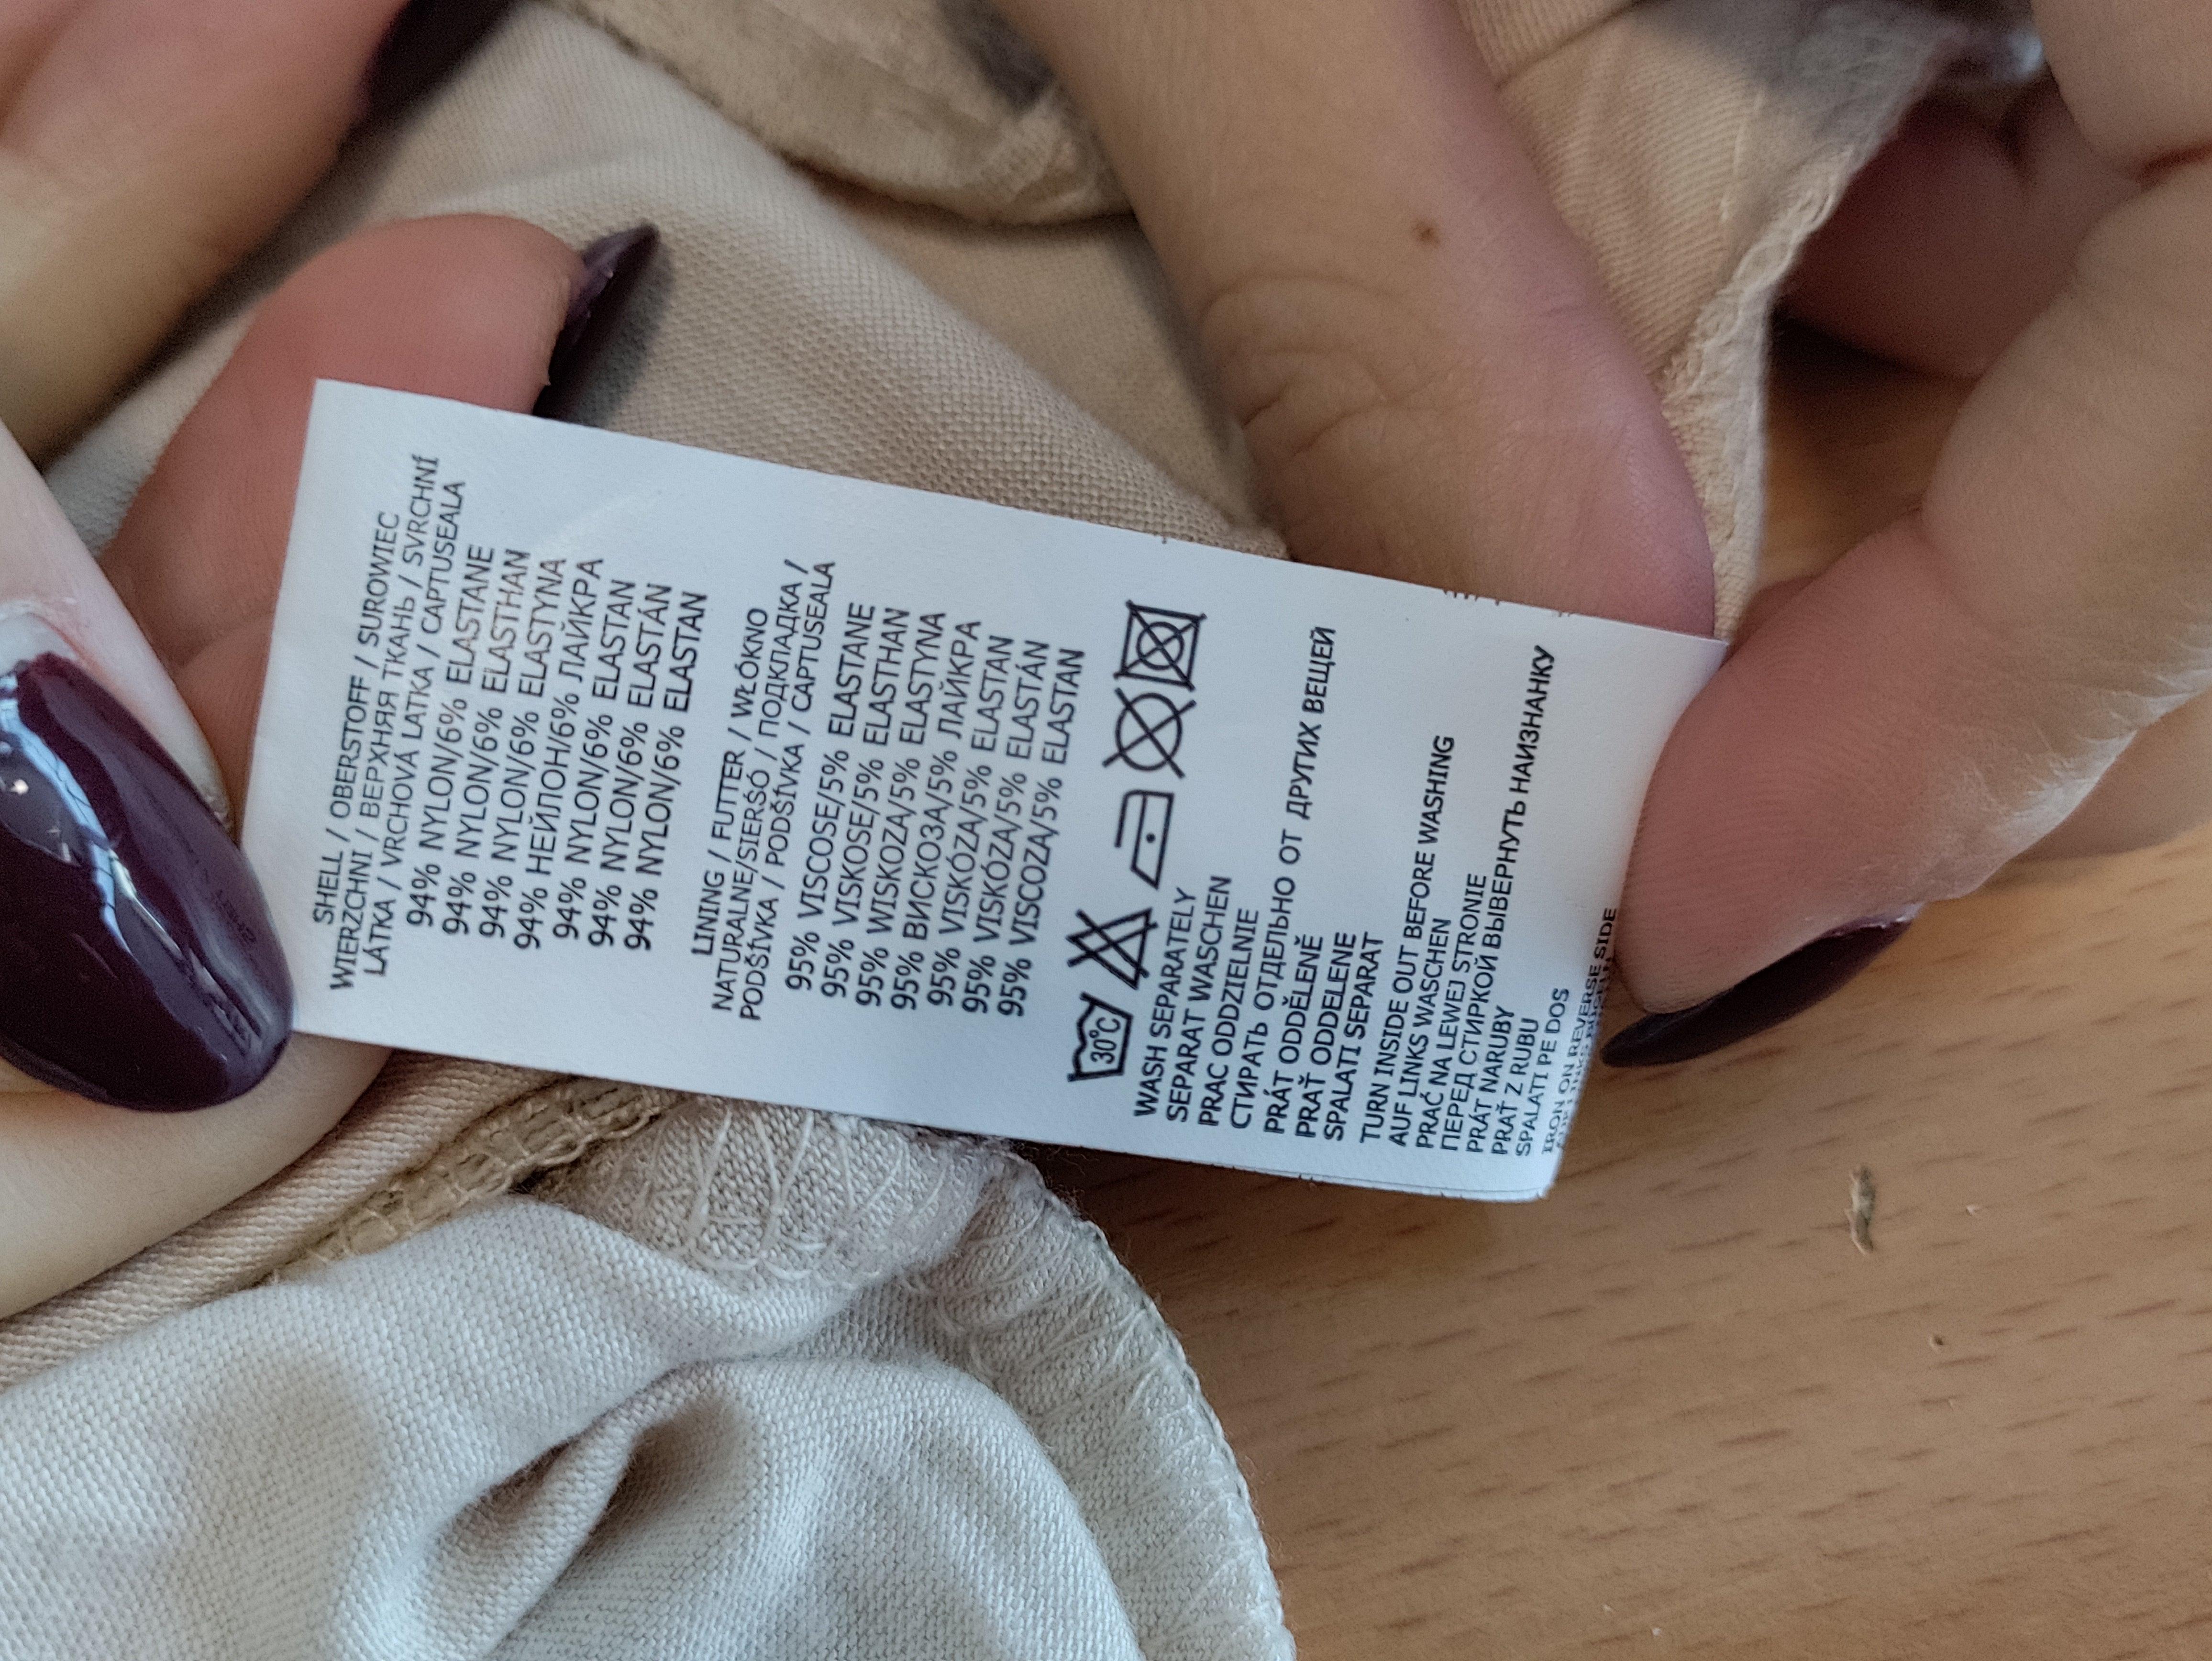 SHELL / OBERSTOFF / SUROWIEC
WIERZCHNI / ВЕРХНЯЯ ТКАНЬ / SVRCHNÍ
LÁTKA / VRCHOVÁ LATKA / CAPTUSEALA
94% NYLON/6% ELASTANE
94% NYLON/6% ELASTHAN
94% NYLON/6% ELASTYNA
94% НЕЙЛОН/6% ЛАЙКРА
94% NYLON/6% ELASTAN
94% NYLON/6% ELASTÁN
94% NYLON/6% ELASTAN
LINING / FUTTER / WŁÓKNO
NATURALNE/SIERŚÓ / ПОДКЛАДКА /
PODŠÍVKA / PODŠÍVKA / CAPTUSEALA
95% VISCOSE/5% ELASTANE
95% VISKOSE/5% ELASTHAN
95% WISKOZA/5% ELASTYNA
95% ВИСКОЗА/5% ЛАЙКРА
95% VISKÓZA/5% ELASTAN
95% VISKÓZA/5% ELASTÁN
95% VISCOZA/5% ELASTAN
30°C
WASH SEPARATELY
SEPARAT WASCHEN
PRAC ODDZIELNIE
СТИРАТЬ ОТДЕЛЬНО ОТ ДРУГИХ ВЕЩЕЙ
PRÁT ODDĚLENĚ
PRAŤ ODDELENE
SPALATI SEPARAT
TURN INSIDE OUT BEFORE WASHING
AUF LINKS WASCHEN
PRAĆ NA LEWEJ STRONIE
ПЕРЕД СТИРКОЙ ВЫВЕРНУТЬ НАИЗНАНКУ
PRÁT NARUBY
PRAŤ Z RUBU
SPALATI PE DOS
IRON ON REVERSE SIDE